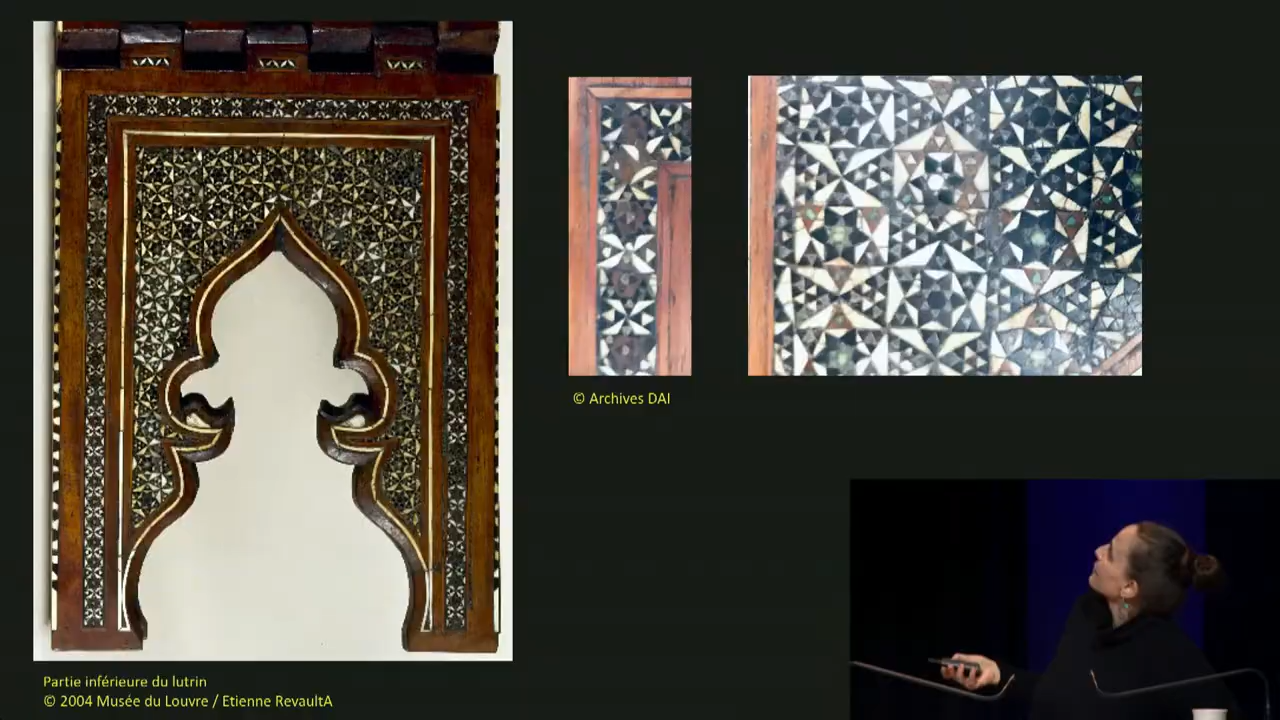 © Archives DAI
Partie inférieure du lutrin
© 2004 Musée du Louvre / Etienne RevaultA